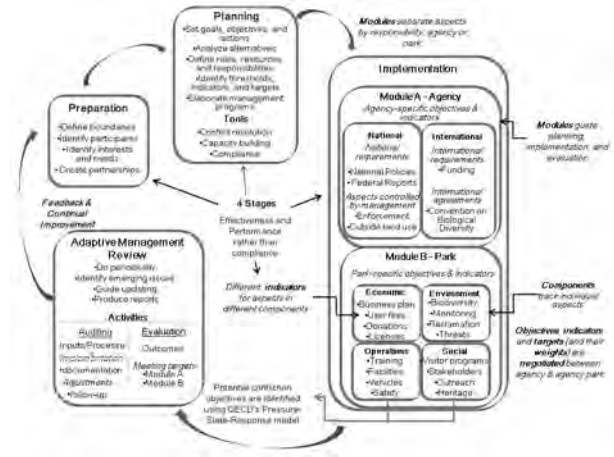 Planning
•Set goals, objectives, and
actions
•Analyze alternatives
•Define roles, resources
and responsibilities
•Identify thresholds,
indicators, and targets
•Elaborate management
programs
Tools
•Conflict resolution
•Capacity building
•Compliance
Modules separate aspects
by responsibility, agency or
park
Preparation
•Define boundaries
•Identify participants
•Identify interests
and needs
•Create partnerships
Implementation
Module A - Agency
Agency-specific objectives &
indicators
National
National
requirements
•National Policies
•Federal Reports
Aspects controlled
by management
•Enforcement
•Outside land use
International
International
requirements
•Funding
International
agreements
•Convention on
Biological
Diversity
Modules guide
planning,
implementation, and
evaluation
Feedback &
Continual
Improvement
4 Stages
Effectiveness and
Performance
rather than
compliance
Different indicators
for aspects in
different components
Adaptive Management
Review
•Do periodically
•Identify emerging issues
•Guide updating
•Produce reports
Activities
Auditing
Inputs/Processes
Implementation
•Documentation
Adjustments
•Follow-up
Evaluation
Outcomes
Meeting targets
•Module A
•Module B
Module B - Park
Park-specific objectives & indicators
Economic
•Business plan
•User fees
•Donations
•Licenses
Environment
•Biodiversity
•Monitoring
•Reclamation
•Threats
Operations
•Training
•Facilities
•Vehicles
•Safety
Social
•Visitor programs
•Stakeholders
•Outreach
•Heritage
Components
track individual
aspects
Objectives, indicators
and targets (and their
weights) are
negotiated between
agency & agency park
Potential conflict on
objectives are identified
using OECD's Pressure-
State-Response model